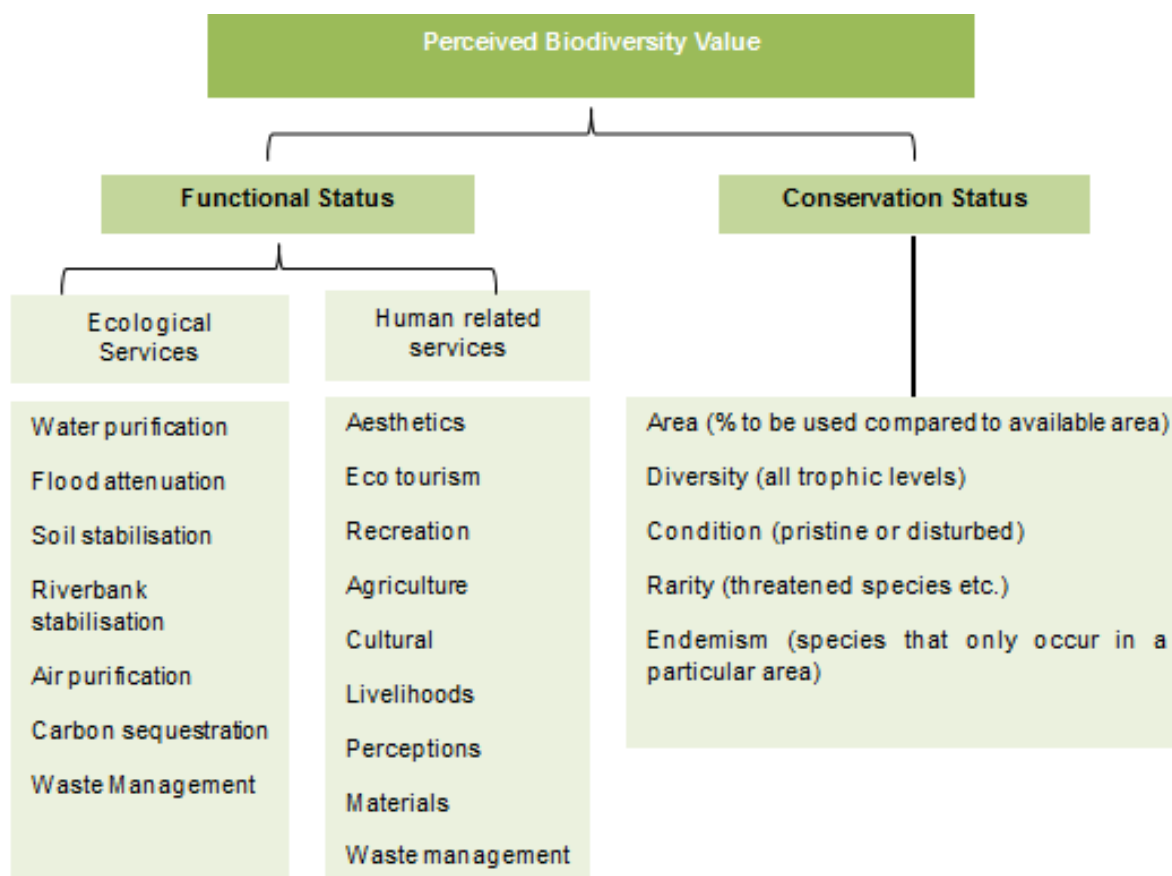 Perceived Biodiversity Value
Functional Status
Conservation Status
Ecological
Services
Human related
services
Water purification
Flood attenuation
Soil stabilisation
Riverbank
stabilisation
Air purification
Carbon sequestration
Waste Management
Aesthetics
Eco tourism
Recreation
Agriculture
Cultural
Livelihoods
Perceptions
Materials
Waste management
Area (% to be used compared to available area)
Diversity (all trophic levels)
Condition (pristine or disturbed)
Rarity (threatened species etc.)
Endemism (species that only occur in a
particular area)